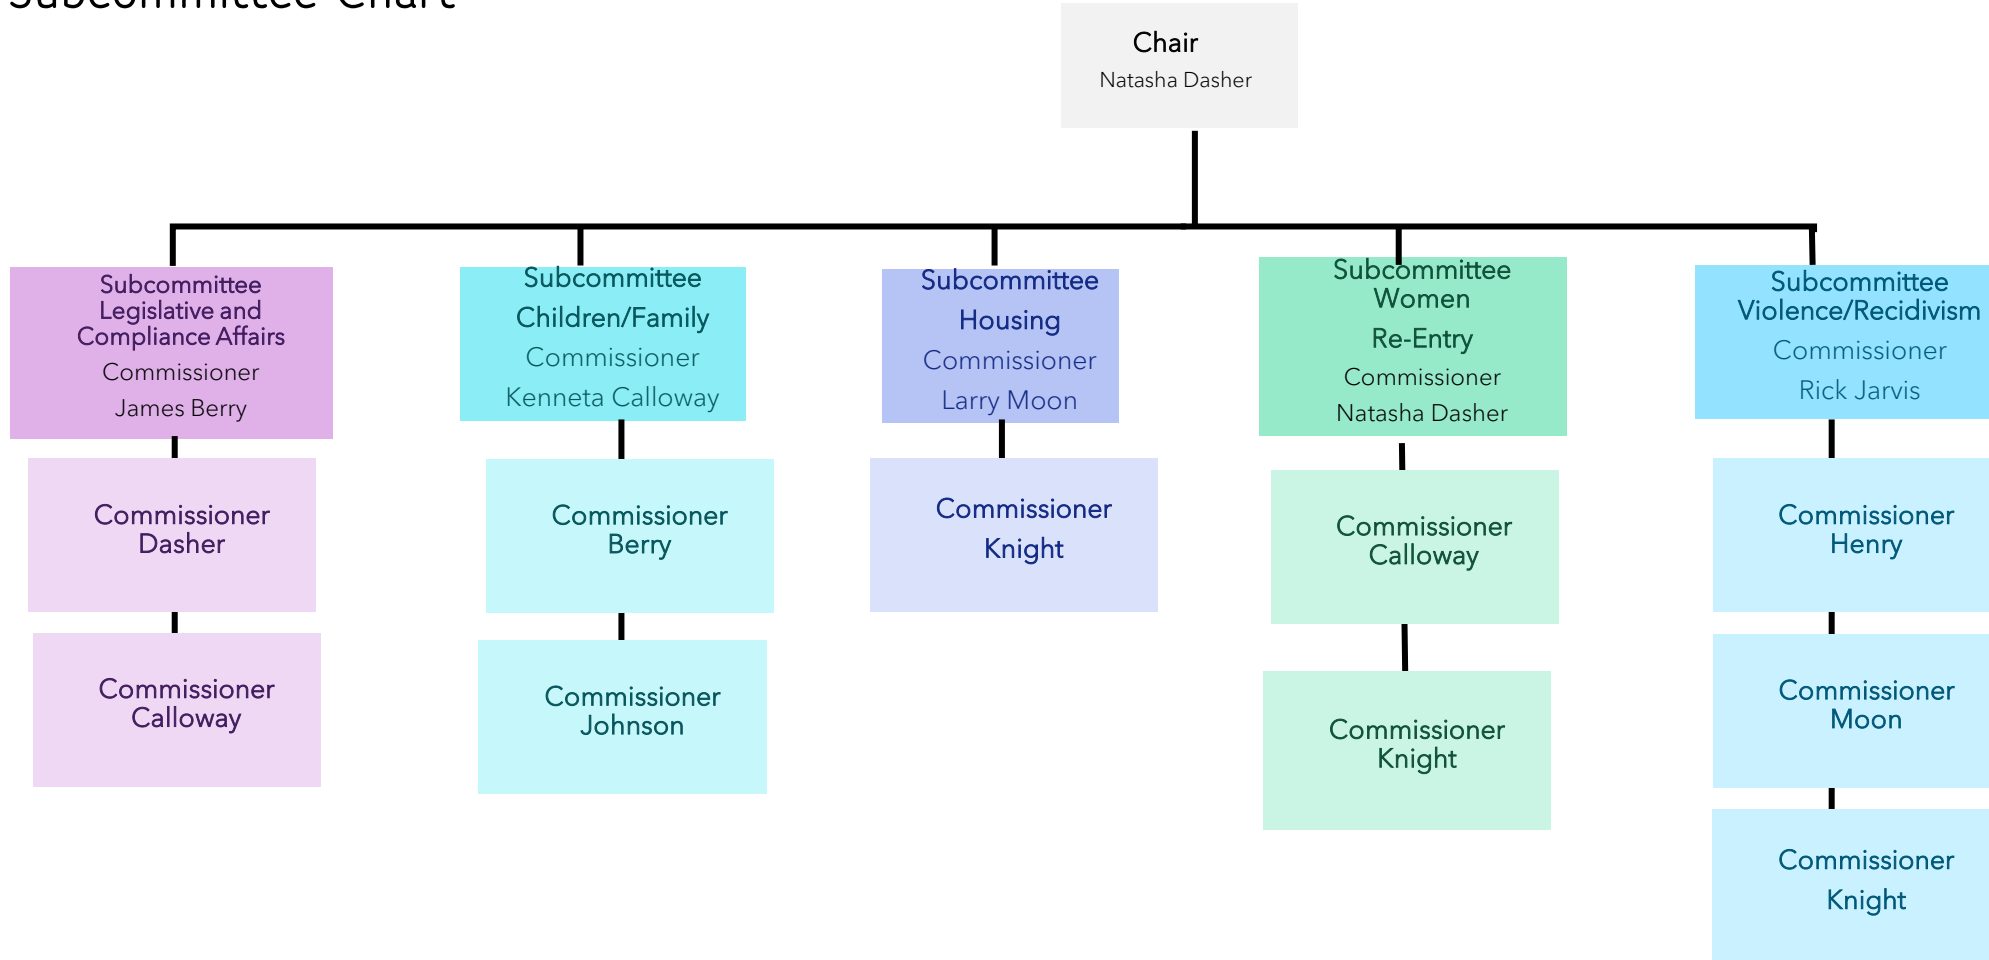 Subcommittee Chart
Chair
Natasha Dasher
Subcommittee
Legislative and
Compliance Affairs
Commissioner
James Berry
Subcommittee
Children/Family
Commissioner
Kenneta Calloway
Subcommittee
Housing
Commissioner
Larry Moon
Subcommittee
Women
Re-Entry
Commissioner
Natasha Dasher
Subcommittee
Violence/Recidivism
Commissioner
Rick Jarvis
Commissioner
Dasher
Commissioner
Berry
Commissioner
Knight
Commissioner
Calloway
Commissioner
Henry
Commissioner
Calloway
Commissioner
Johnson
Commissioner
Knight
Commissioner
Moon
Commissioner
Knight